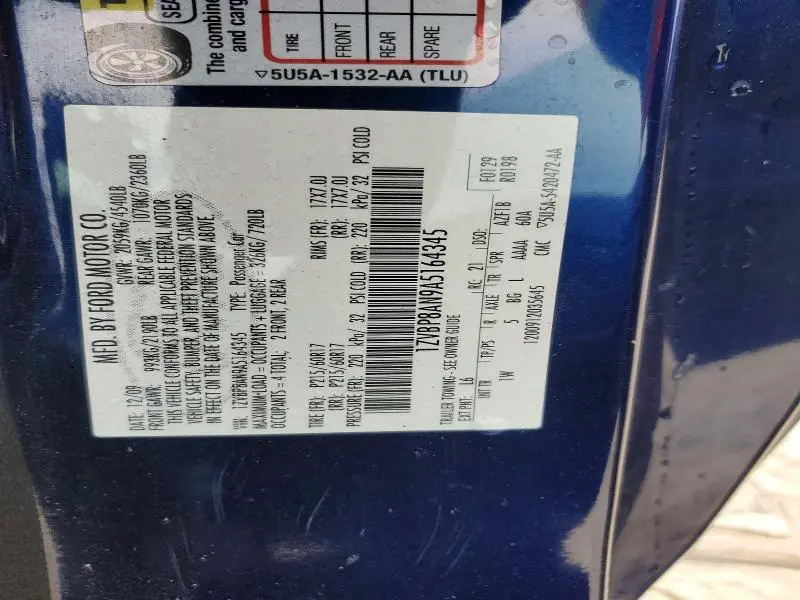 SEA
The combine
and carg
TIRE
FRONT
REAR
SPARE
▽5U5A-1532-AA (TLU)
MFD. BY FORD MOTOR CO.
DATE: 12/09 GVWR: 2059KG/4540LB
FRONT GAWR: 993KG/2190LB REAR GAWR: 1070KG/2360LB
THIS VEHICLE CONFORMS TO ALL APPLICABLE FEDERAL MOTOR
VEHICLE SAFETY, BUMPER, AND THEFT PREVENTION STANDARDS
IN EFFECT ON THE DATE OF MANUFACTURE SHOWN ABOVE
VIN: 1ZVBP8AN9A5164345 TYPE: Passenger Car
MAXIMUM LOAD = OCCUPANTS + LUGGAGE = 326KG/720LB
OCCUPANTS = 4 TOTAL; 2 FRONT, 2 REAR
TIRE (FR): P215/60R17 RIMS (FR): 17X7.0J
(RR): P215/60R17 (RR): 17X7.0J
PRESSURE (FR): 220 kPa/ 32 PSI COLD (RR): 220 kPa/ 32 PSI COLD
1ZVBP8AN9A5164345
TRAILER TOWING - SEE OWNER GUIDE
F0129
EXT PNT: L6 RC: 21 DSO: R0198
INT TR TP/PS R AXLE TR SPR AZFLB
1W 5 BG L AAAA 60A
1200912035645 CMC ▽5U5A-5420472-AA